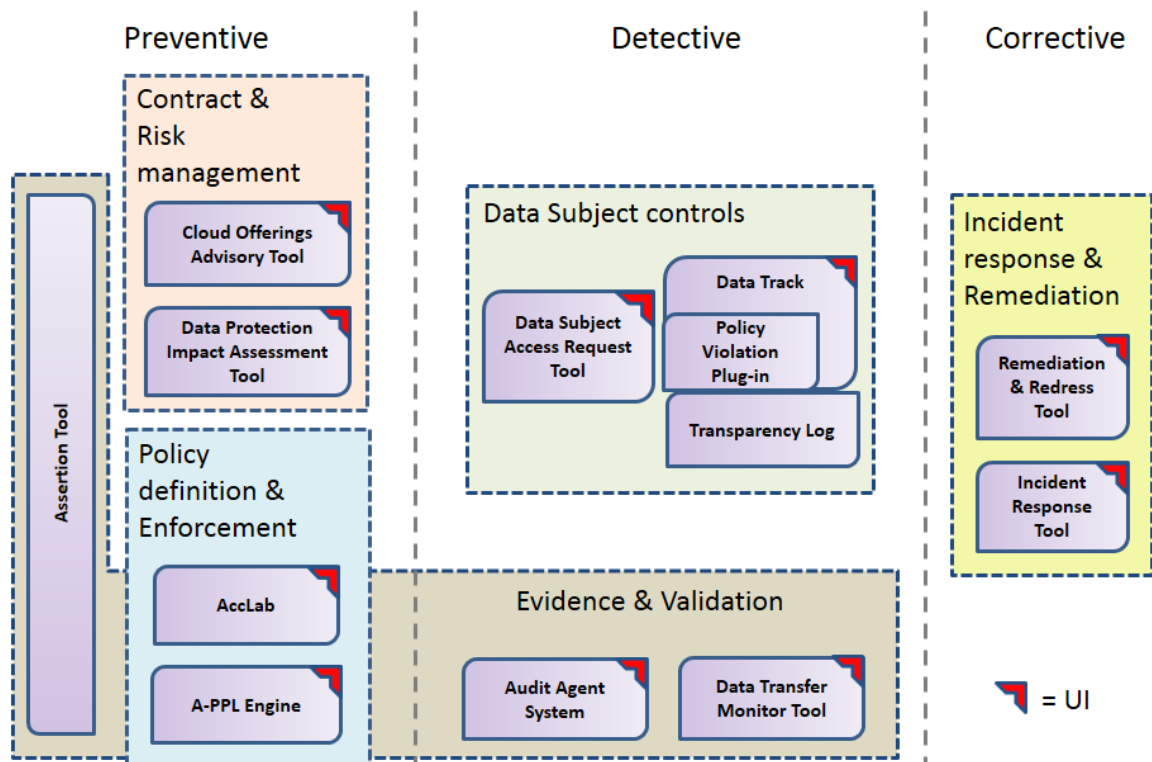 Preventive
Detective
Corrective
Contract &
Risk
management
Cloud Offerings
Advisory Tool
Data Protection
Impact Assessment
Tool
Assertion Tool
Policy
definition &
Enforcement
AccLab
A-PPL Engine
Data Subject controls
Data Subject
Access Request
Tool
Data Track
Policy
Violation
Plug-in
Transparency Log
Evidence & Validation
Audit Agent
System
Data Transfer
Monitor Tool
Incident
response &
Remediation
Remediation
& Redress
Tool
Incident
Response
Tool
= UI